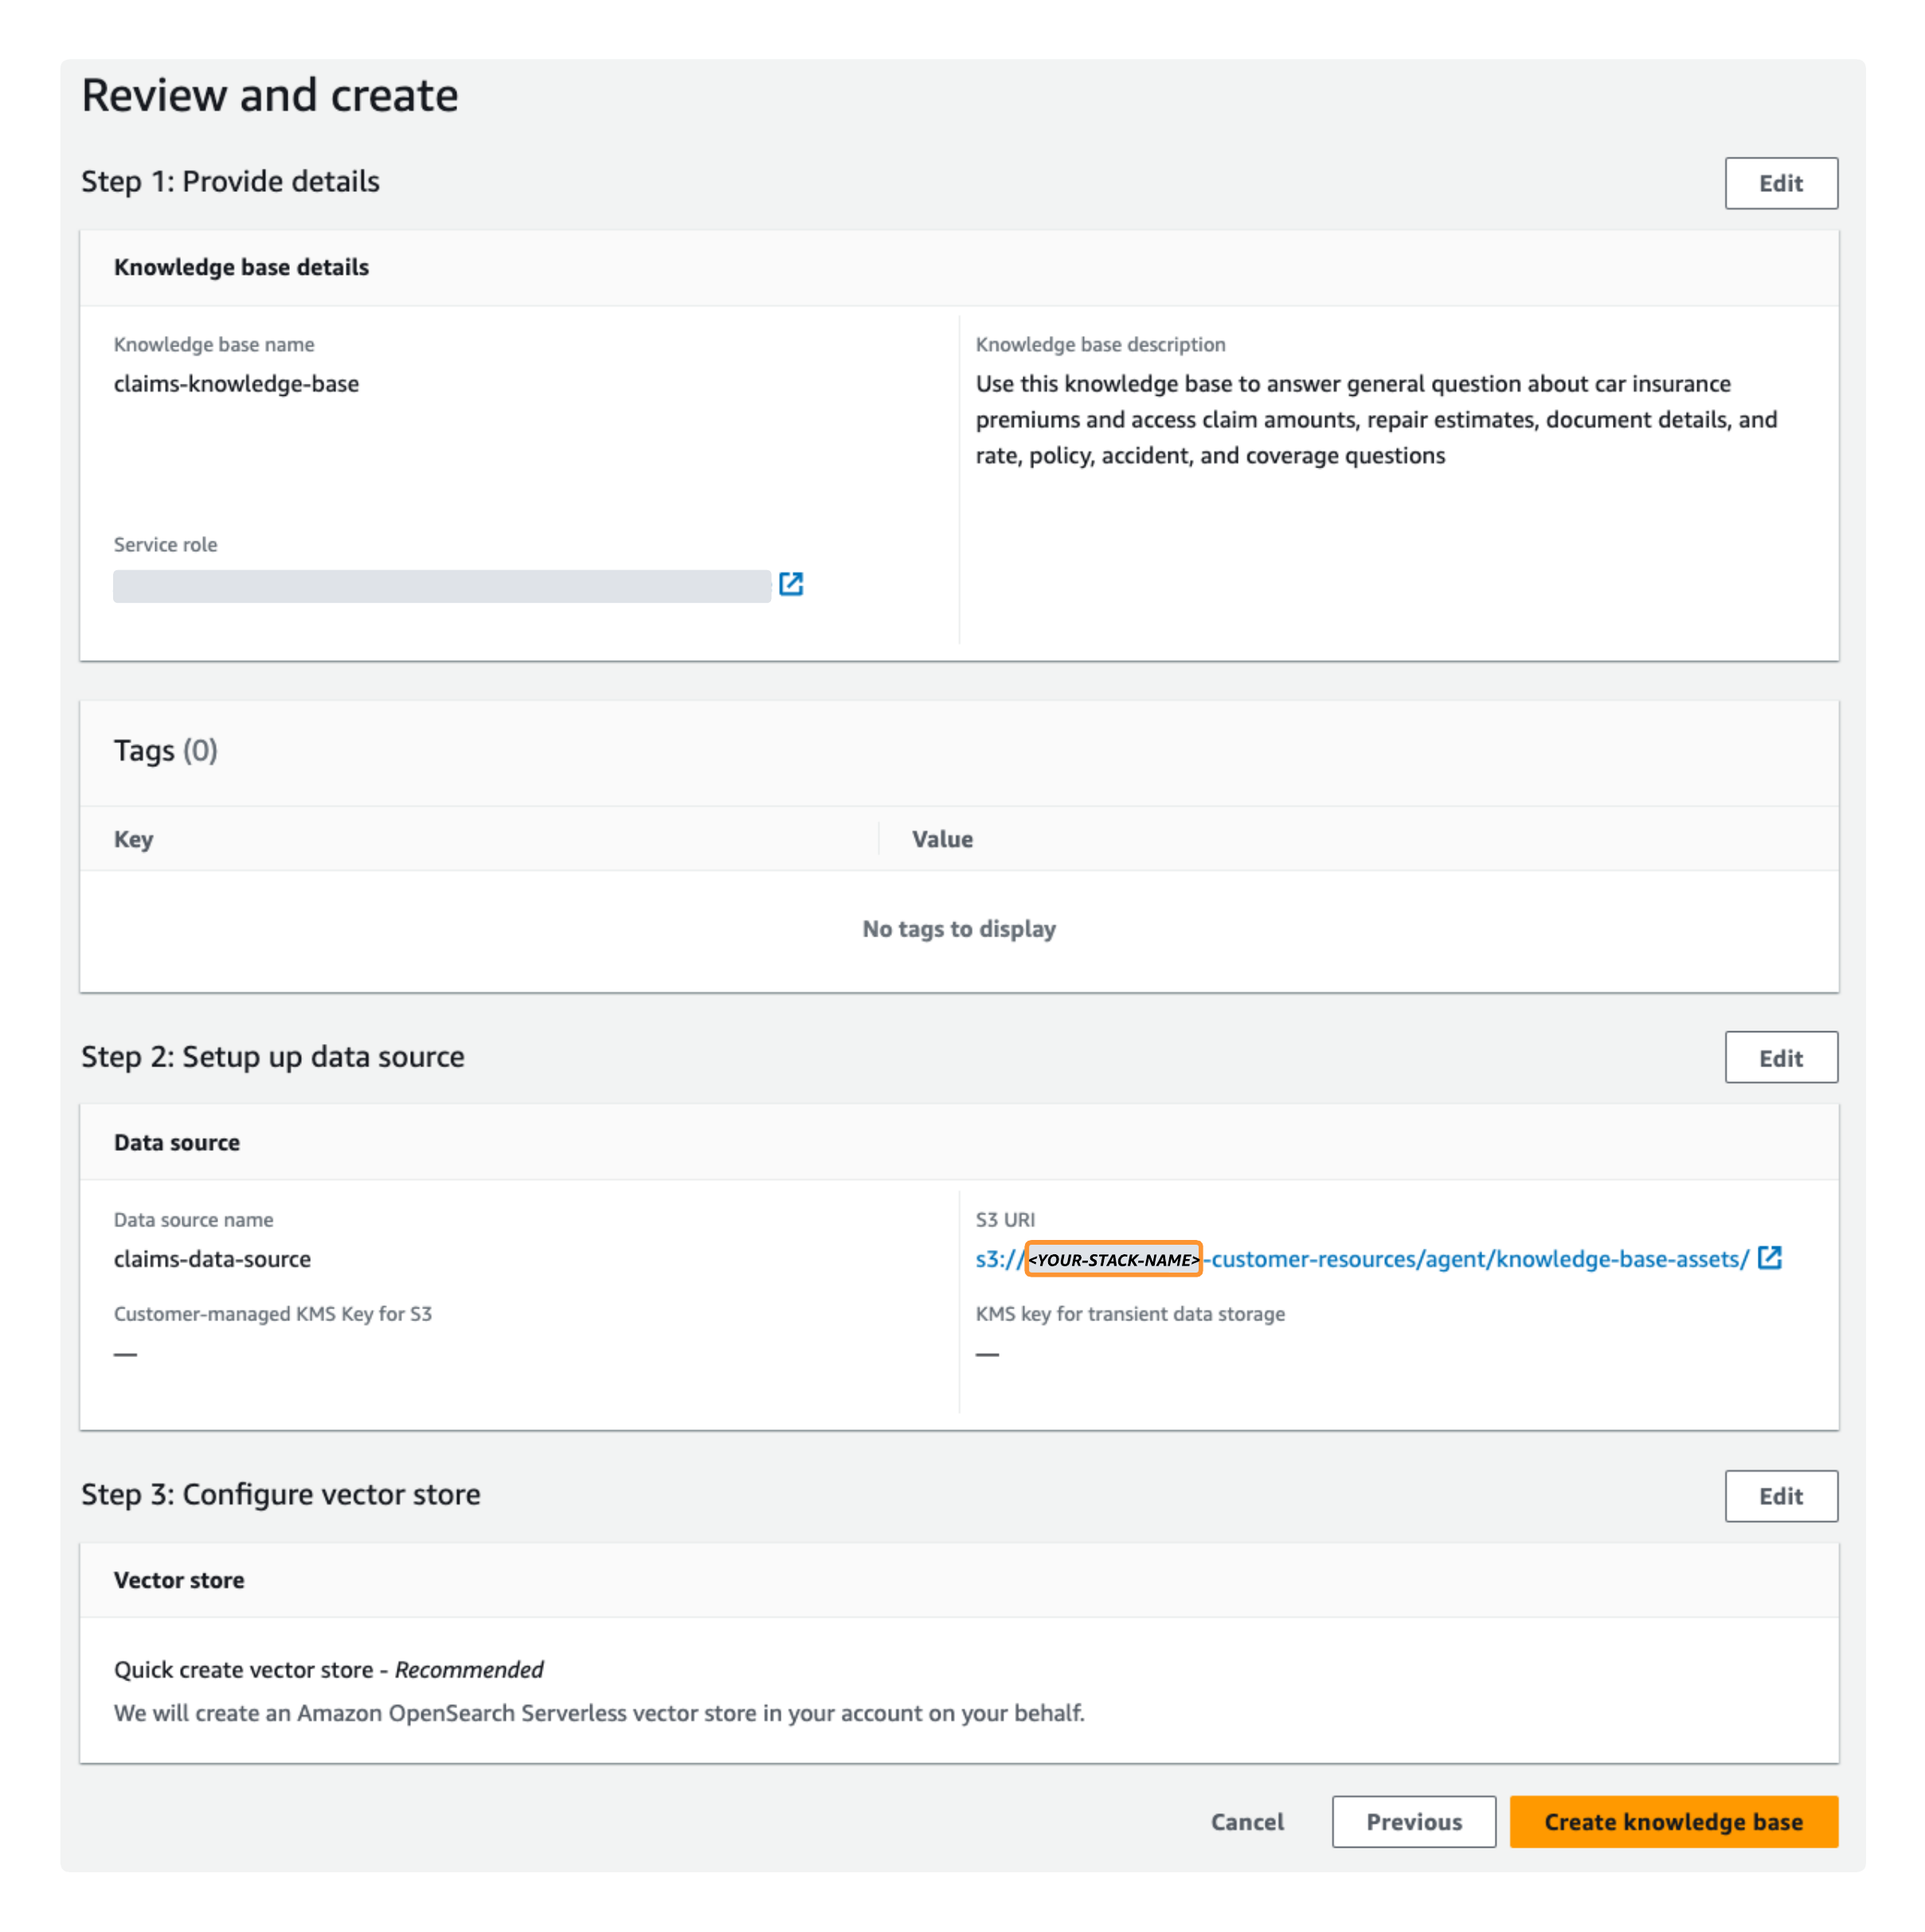 Review and create
Step 1: Provide details
Edit
Knowledge base details
Knowledge base name
claims-knowledge-base
Knowledge base description
Use this knowledge base to answer general question about car insurance
premiums and access claim amounts, repair estimates, document details, and
rate, policy, accident, and coverage questions
Service role
Tags (0)
Key
Value
No tags to display
Step 2: Setup up data source
Edit
Data source
Data source name
claims-data-source
S3 URI
s3://<YOUR-STACK-NAME>-customer-resources/agent/knowledge-base-assets/
Customer-managed KMS Key for S3
—
KMS key for transient data storage
—
Step 3: Configure vector store
Edit
Vector store
Quick create vector store - Recommended
We will create an Amazon OpenSearch Serverless vector store in your account on your behalf.
Cancel
Previous
Create knowledge base